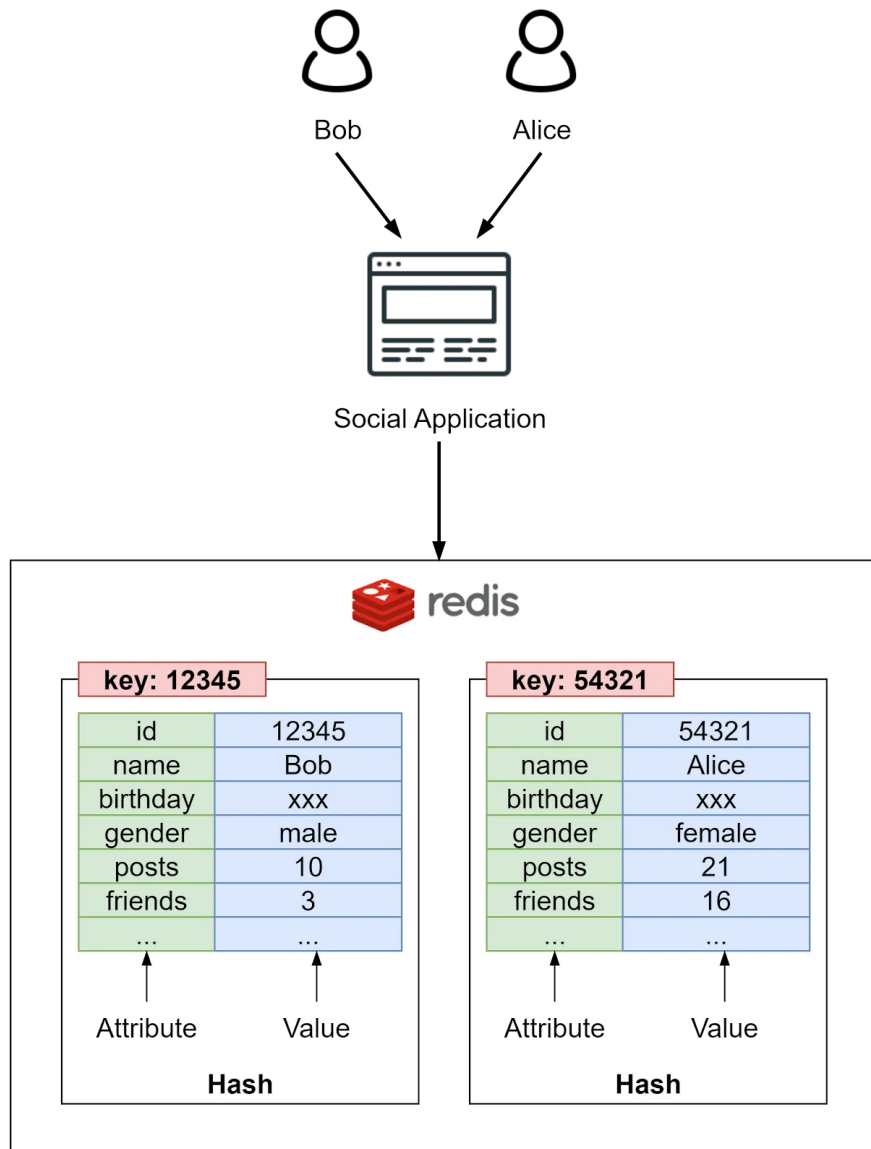 Bob Alice
Social Application
redis
key: 12345 key: 54321
id 12345 id 54321
name Bob name Alice
birthday xxx birthday xxx
gender male gender female
posts 10 posts 21
friends 3 friends 16
... ... ... ...
Attribute Value Attribute Value
Hash Hash